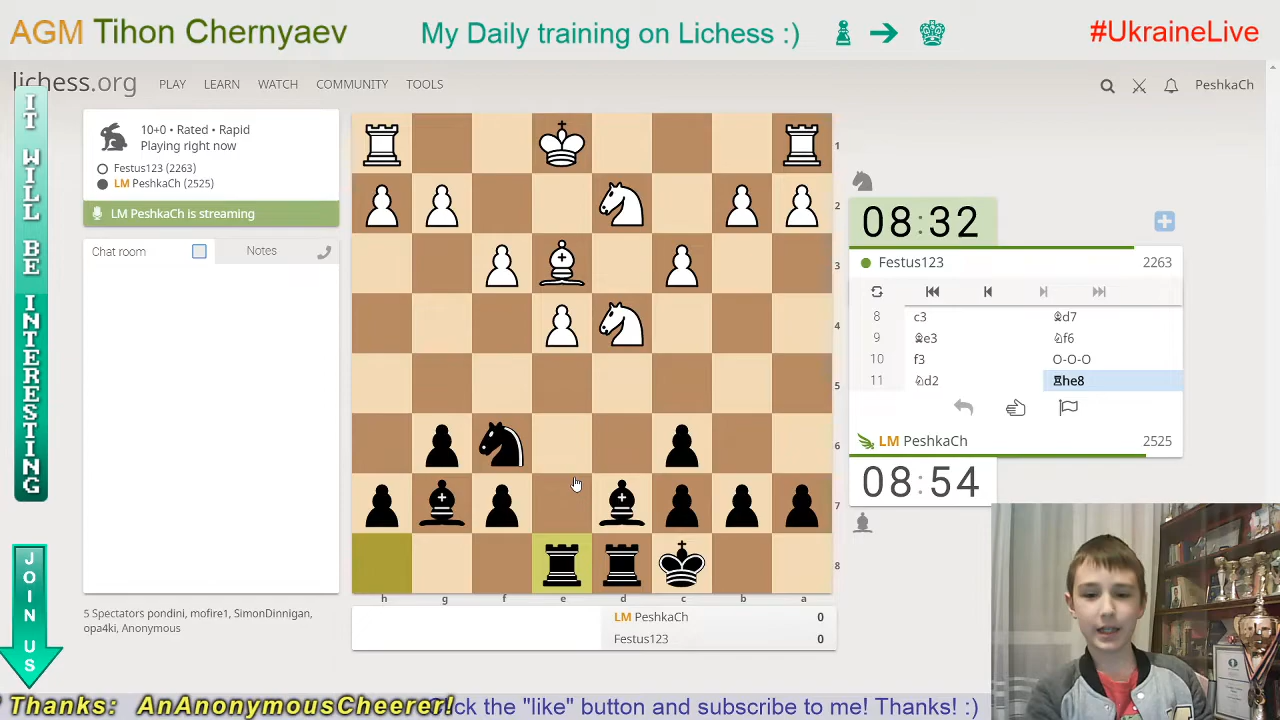 AGM Tihon Chernyaev
My Daily training on Lichess :)
#UkraineLive
lichess.org
PLAY LEARN WATCH COMMUNITY TOOLS
PeshkaCh
IT WILL BE INTERESTING
JOIN US
10+0 • Rated • Rapid
Playing right now
Festus123 (2263)
LM PeshkaCh (2525)
LM PeshkaCh is streaming
Chat room
Notes
5 Spectators pondini, mofire1, SimonDinnigan,
opa4ki, Anonymous
1
2
3
4
5
6
7
8
h g f e d c b a
LM PeshkaCh 0
Festus123 0
08:32
Festus123 2263
8 c3 ♗d7
9 ♗e3 ♘f6
10 f3 O-O-O
11 ♘d2 ♖he8
LM PeshkaCh 2525
08:54
Thanks: AnAnonymousCheerer!
the "like" button and subscribe to me! Thanks! :)